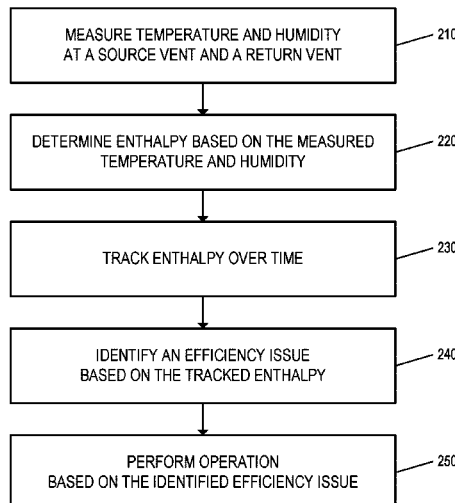 MEASURE TEMPERATURE AND HUMIDITY
AT A SOURCE VENT AND A RETURN VENT
210
DETERMINE ENTHALPY BASED ON THE MEASURED
TEMPERATURE AND HUMIDITY
220
TRACK ENTHALPY OVER TIME
230
IDENTIFY AN EFFICIENCY ISSUE
BASED ON THE TRACKED ENTHALPY
240
PERFORM OPERATION
BASED ON THE IDENTIFIED EFFICIENCY ISSUE
250